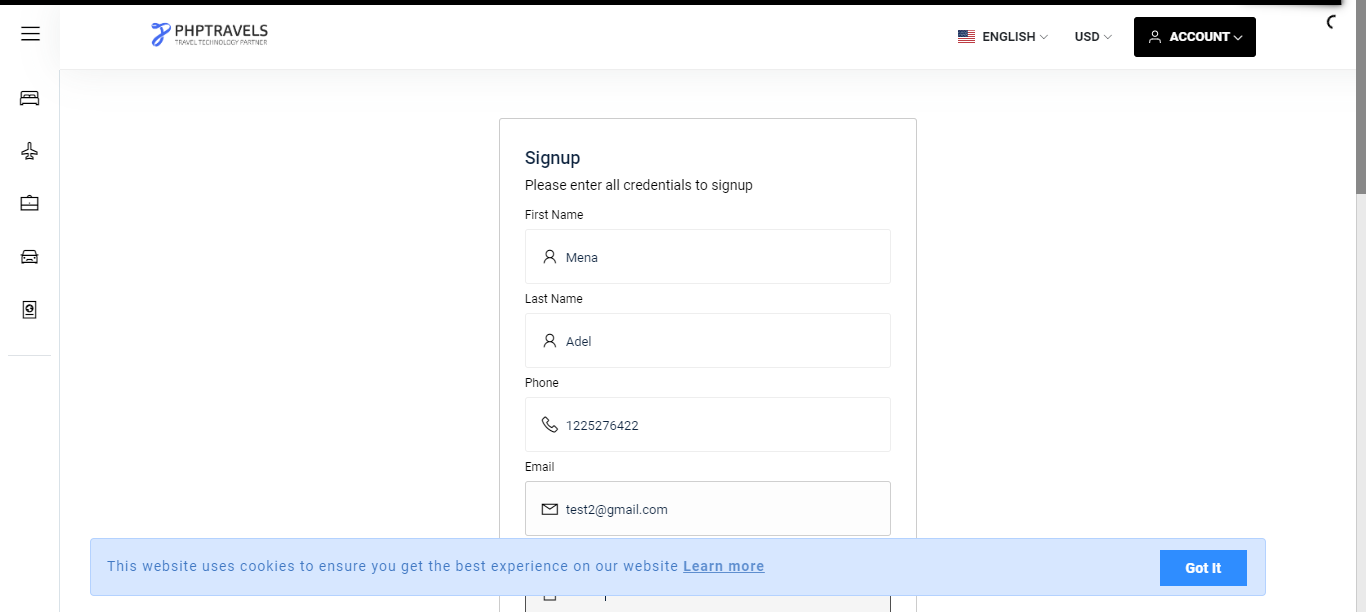 PHPTRAVELS
TRAVEL TECHNOLOGY PARTNER
ENGLISH USD ACCOUNT
Signup
Please enter all credentials to signup
First Name
Mena
Last Name
Adel
Phone
1225276422
Email
test2@gmail.com
This website uses cookies to ensure you get the best experience on our website Learn more
Got It